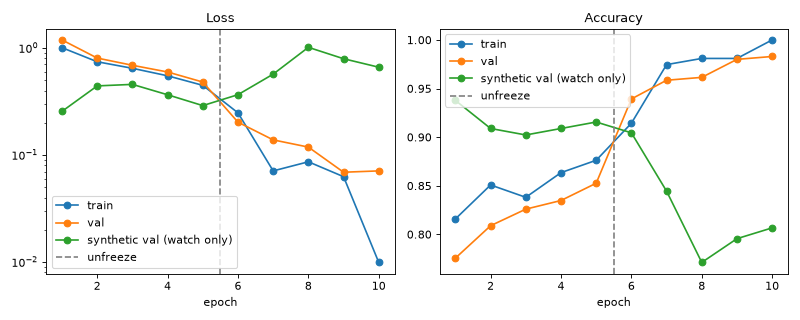 Loss
10⁰
10⁻¹
10⁻²
train
val
synthetic val (watch only)
unfreeze
2
4
6
8
10
epoch
Accuracy
1.00
0.95
0.90
0.85
0.80
train
val
synthetic val (watch only)
unfreeze
2
4
6
8
10
epoch